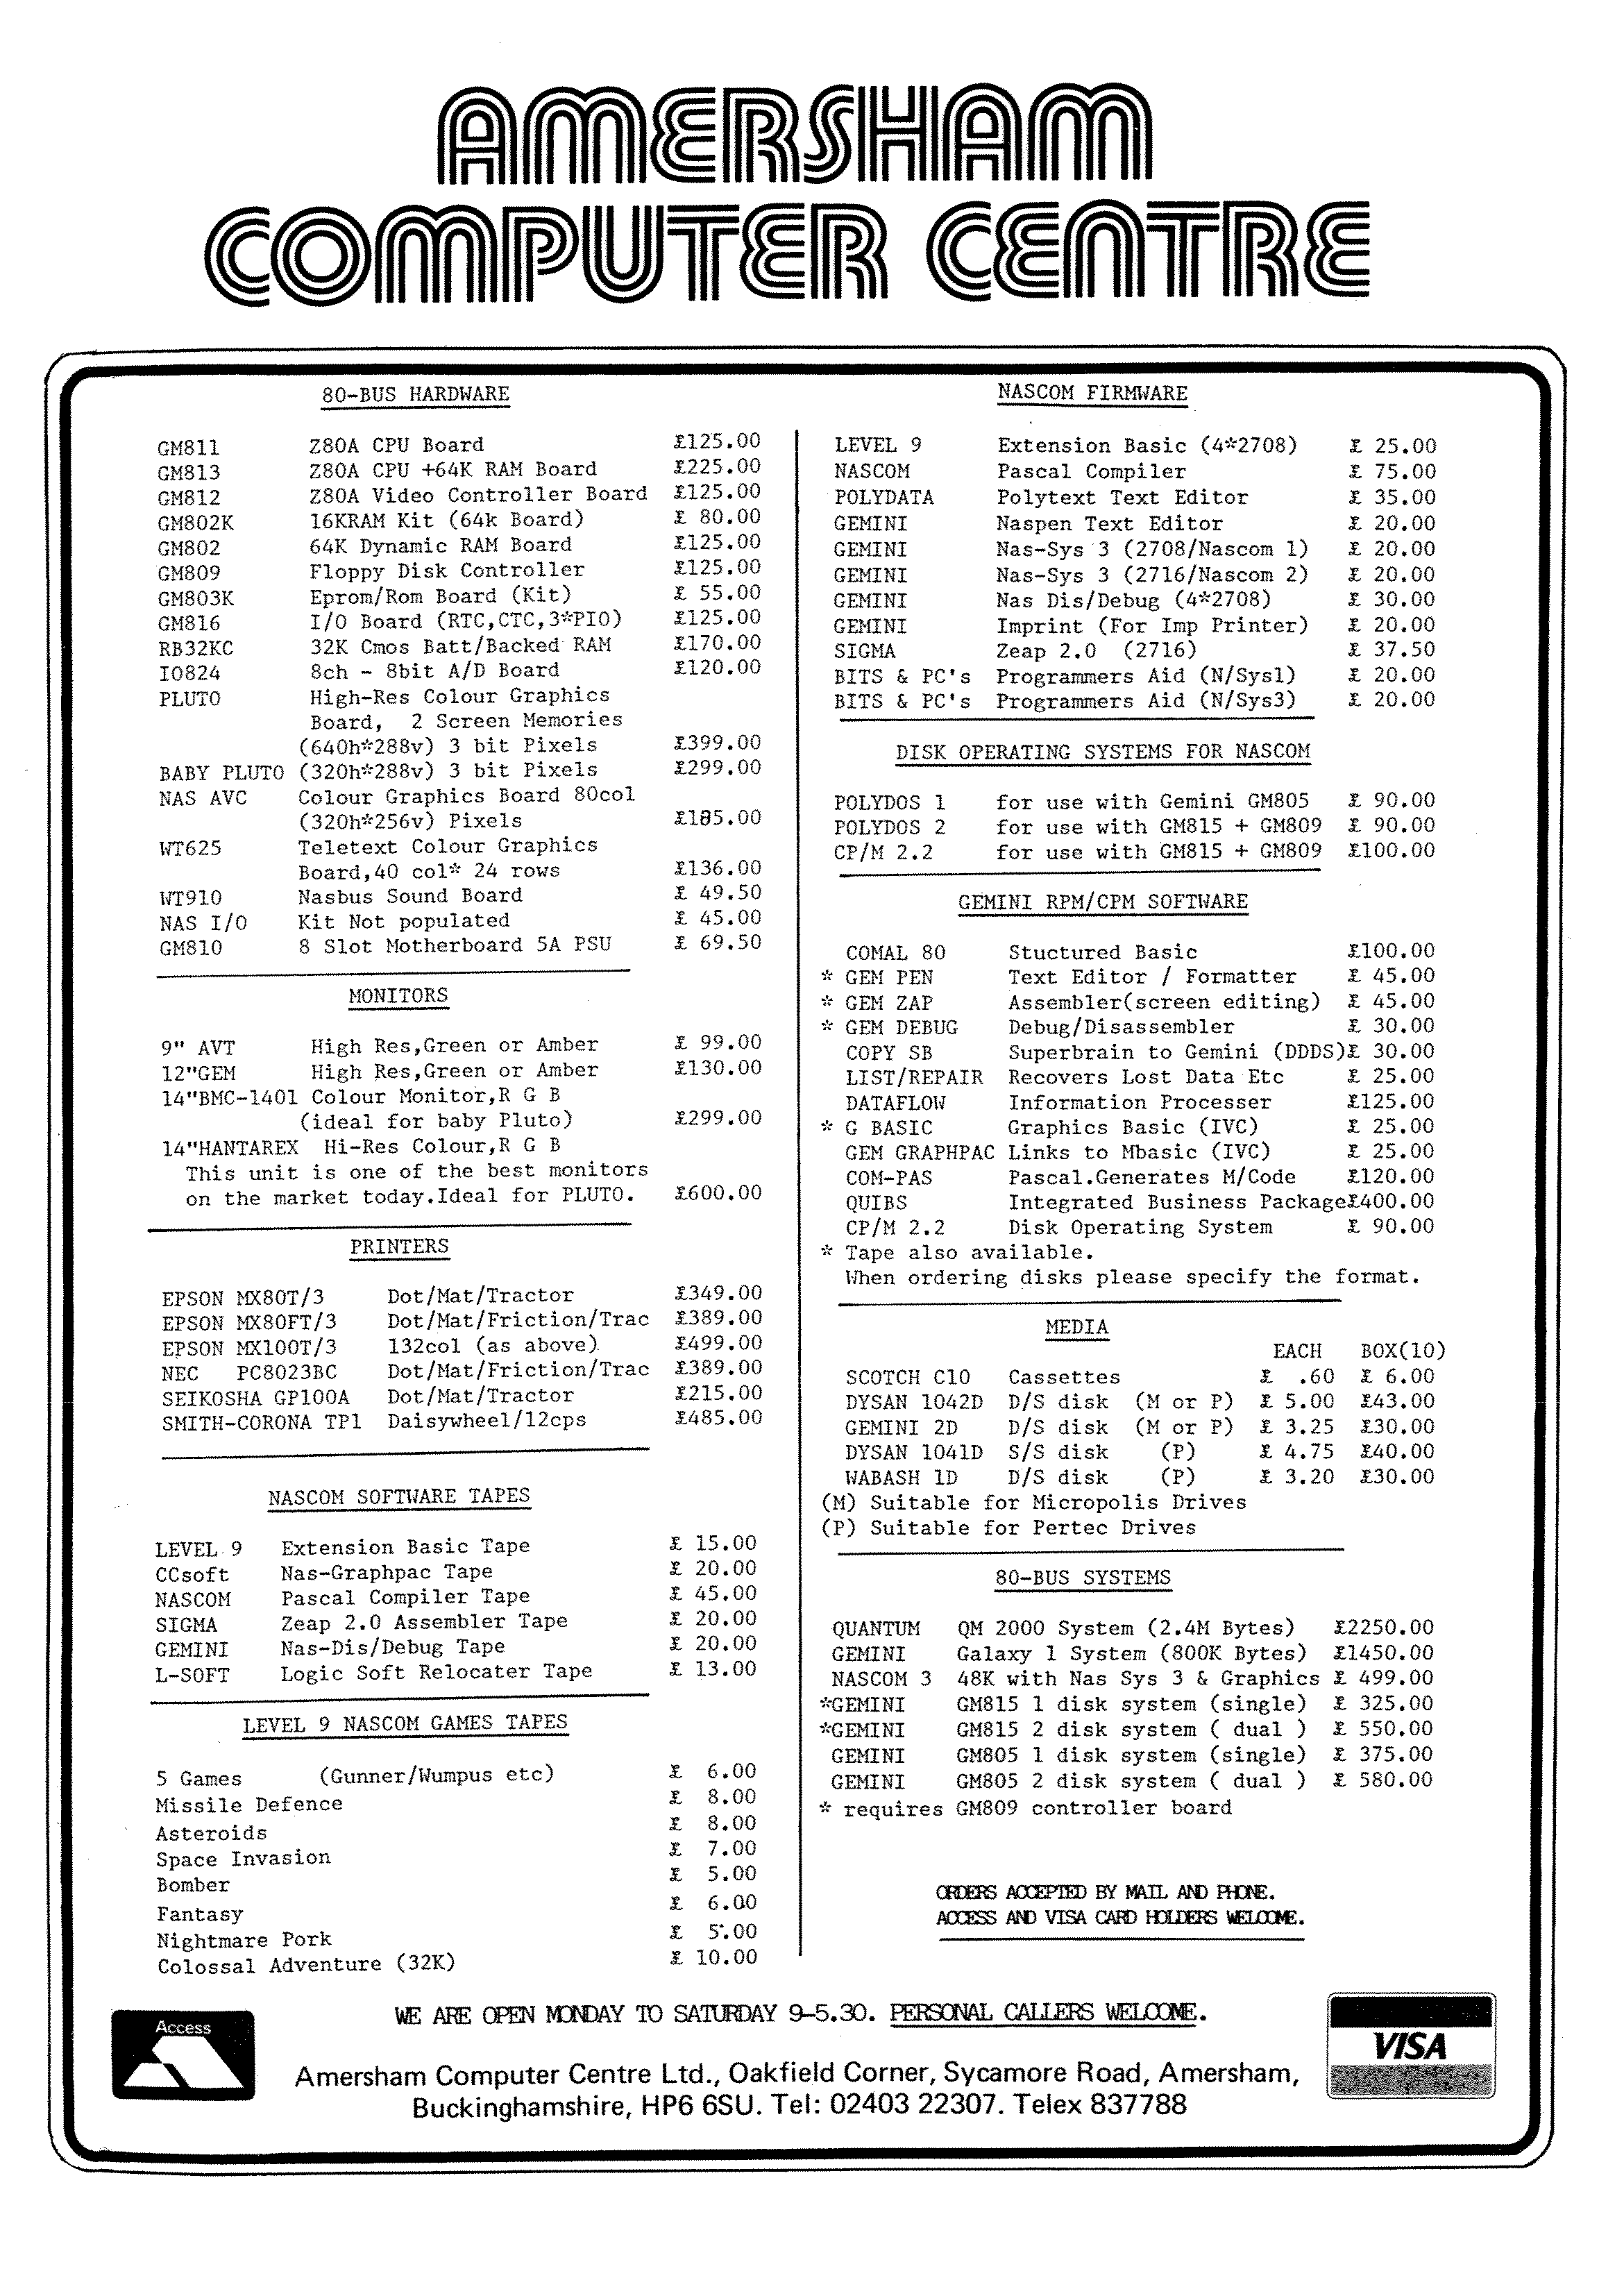 AMERSHAM
COMPUTER CENTRE
80-BUS HARDWARE
GM811 Z80A CPU Board £125.00
GM813 Z80A CPU +64K RAM Board £225.00
GM812 Z80A Video Controller Board £125.00
GM802K 16KRAM Kit (64k Board) £ 80.00
GM802 64K Dynamic RAM Board £125.00
GM809 Floppy Disk Controller £125.00
GM803K Eprom/Rom Board (Kit) £ 55.00
GM816 I/O Board (RTC,CTC,3*PIO) £125.00
RB32KC 32K Cmos Batt/Backed RAM £170.00
IO824 8ch - 8bit A/D Board £120.00
PLUTO High-Res Colour Graphics
Board, 2 Screen Memories
(640h*288v) 3 bit Pixels £399.00
BABY PLUTO (320h*288v) 3 bit Pixels £299.00
NAS AVC Colour Graphics Board 80col
(320h*256v) Pixels £185.00
WT625 Teletext Colour Graphics
Board,40 col* 24 rows £136.00
WT910 Nasbus Sound Board £ 49.50
NAS I/O Kit Not populated £ 45.00
GM810 8 Slot Motherboard 5A PSU £ 69.50
MONITORS
9" AVT High Res,Green or Amber £ 99.00
12"GEM High Res,Green or Amber £130.00
14"BMC-1401 Colour Monitor,R G B
(ideal for baby Pluto) £299.00
14"HANTAREX Hi-Res Colour,R G B
This unit is one of the best monitors
on the market today.Ideal for PLUTO. £600.00
PRINTERS
EPSON MX80T/3 Dot/Mat/Tractor £349.00
EPSON MX80FT/3 Dot/Mat/Friction/Trac £389.00
EPSON MX100T/3 132col (as above) £499.00
NEC PC8023BC Dot/Mat/Friction/Trac £389.00
SEIKOSHA GP100A Dot/Mat/Tractor £215.00
SMITH-CORONA TP1 Daisywheel/12cps £485.00
NASCOM SOFTWARE TAPES
LEVEL 9 Extension Basic Tape £ 15.00
CCsoft Nas-Graphpac Tape £ 20.00
NASCOM Pascal Compiler Tape £ 45.00
SIGMA Zeap 2.0 Assembler Tape £ 20.00
GEMINI Nas-Dis/Debug Tape £ 20.00
L-SOFT Logic Soft Relocater Tape £ 13.00
LEVEL 9 NASCOM GAMES TAPES
5 Games (Gunner/Wumpus etc) £ 6.00
Missile Defence £ 8.00
Asteroids £ 8.00
Space Invasion £ 7.00
Bomber £ 5.00
Fantasy £ 6.00
Nightmare Pork £ 5.00
Colossal Adventure (32K) £ 10.00
NASCOM FIRMWARE
LEVEL 9 Extension Basic (4*2708) £ 25.00
NASCOM Pascal Compiler £ 75.00
POLYDATA Polytext Text Editor £ 35.00
GEMINI Naspen Text Editor £ 20.00
GEMINI Nas-Sys 3 (2708/Nascom 1) £ 20.00
GEMINI Nas-Sys 3 (2716/Nascom 2) £ 20.00
GEMINI Nas Dis/Debug (4*2708) £ 30.00
GEMINI Imprint (For Imp Printer) £ 20.00
SIGMA Zeap 2.0 (2716) £ 37.50
BITS & PC's Programmers Aid (N/Sys1) £ 20.00
BITS & PC's Programmers Aid (N/Sys3) £ 20.00
DISK OPERATING SYSTEMS FOR NASCOM
POLYDOS 1 for use with Gemini GM805 £ 90.00
POLYDOS 2 for use with GM815 + GM809 £ 90.00
CP/M 2.2 for use with GM815 + GM809 £100.00
GEMINI RPM/CPM SOFTWARE
COMAL 80 Stuctured Basic £100.00
* GEM PEN Text Editor / Formatter £ 45.00
* GEM ZAP Assembler(screen editing) £ 45.00
* GEM DEBUG Debug/Disassembler £ 30.00
COPY SB Superbrain to Gemini (DDDS)£ 30.00
LIST/REPAIR Recovers Lost Data Etc £ 25.00
DATAFLOW Information Processer £125.00
* G BASIC Graphics Basic (IVC) £ 25.00
GEM GRAPHPAC Links to Mbasic (IVC) £ 25.00
COM-PAS Pascal.Generates M/Code £120.00
QUIBS Integrated Business Package£400.00
CP/M 2.2 Disk Operating System £ 90.00
* Tape also available.
When ordering disks please specify the format.
MEDIA
EACH BOX(10)
SCOTCH C10 Cassettes £ .60 £ 6.00
DYSAN 1042D D/S disk (M or P) £ 5.00 £43.00
GEMINI 2D D/S disk (M or P) £ 3.25 £30.00
DYSAN 1041D S/S disk (P) £ 4.75 £40.00
WABASH 1D D/S disk (P) £ 3.20 £30.00
(M) Suitable for Micropolis Drives
(P) Suitable for Pertec Drives
80-BUS SYSTEMS
QUANTUM QM 2000 System (2.4M Bytes) £2250.00
GEMINI Galaxy 1 System (800K Bytes) £1450.00
NASCOM 3 48K with Nas Sys 3 & Graphics £ 499.00
*GEMINI GM815 1 disk system (single) £ 325.00
*GEMINI GM815 2 disk system ( dual ) £ 550.00
GEMINI GM805 1 disk system (single) £ 375.00
GEMINI GM805 2 disk system ( dual ) £ 580.00
* requires GM809 controller board
ORDERS ACCEPTED BY MAIL AND PHONE.
ACCESS AND VISA CARD HOLDERS WELCOME.
WE ARE OPEN MONDAY TO SATURDAY 9-5.30. PERSONAL CALLERS WELCOME.
Access
VISA
Amersham Computer Centre Ltd., Oakfield Corner, Sycamore Road, Amersham,
Buckinghamshire, HP6 6SU. Tel: 02403 22307. Telex 837788